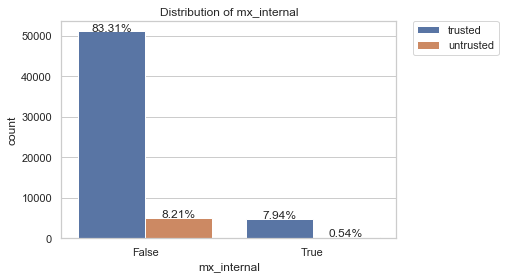 Distribution of mx_internal
trusted
untrusted
83.31%
8.21%
7.94%
0.54%
count
50000
40000
30000
20000
10000
0
False
True
mx_internal